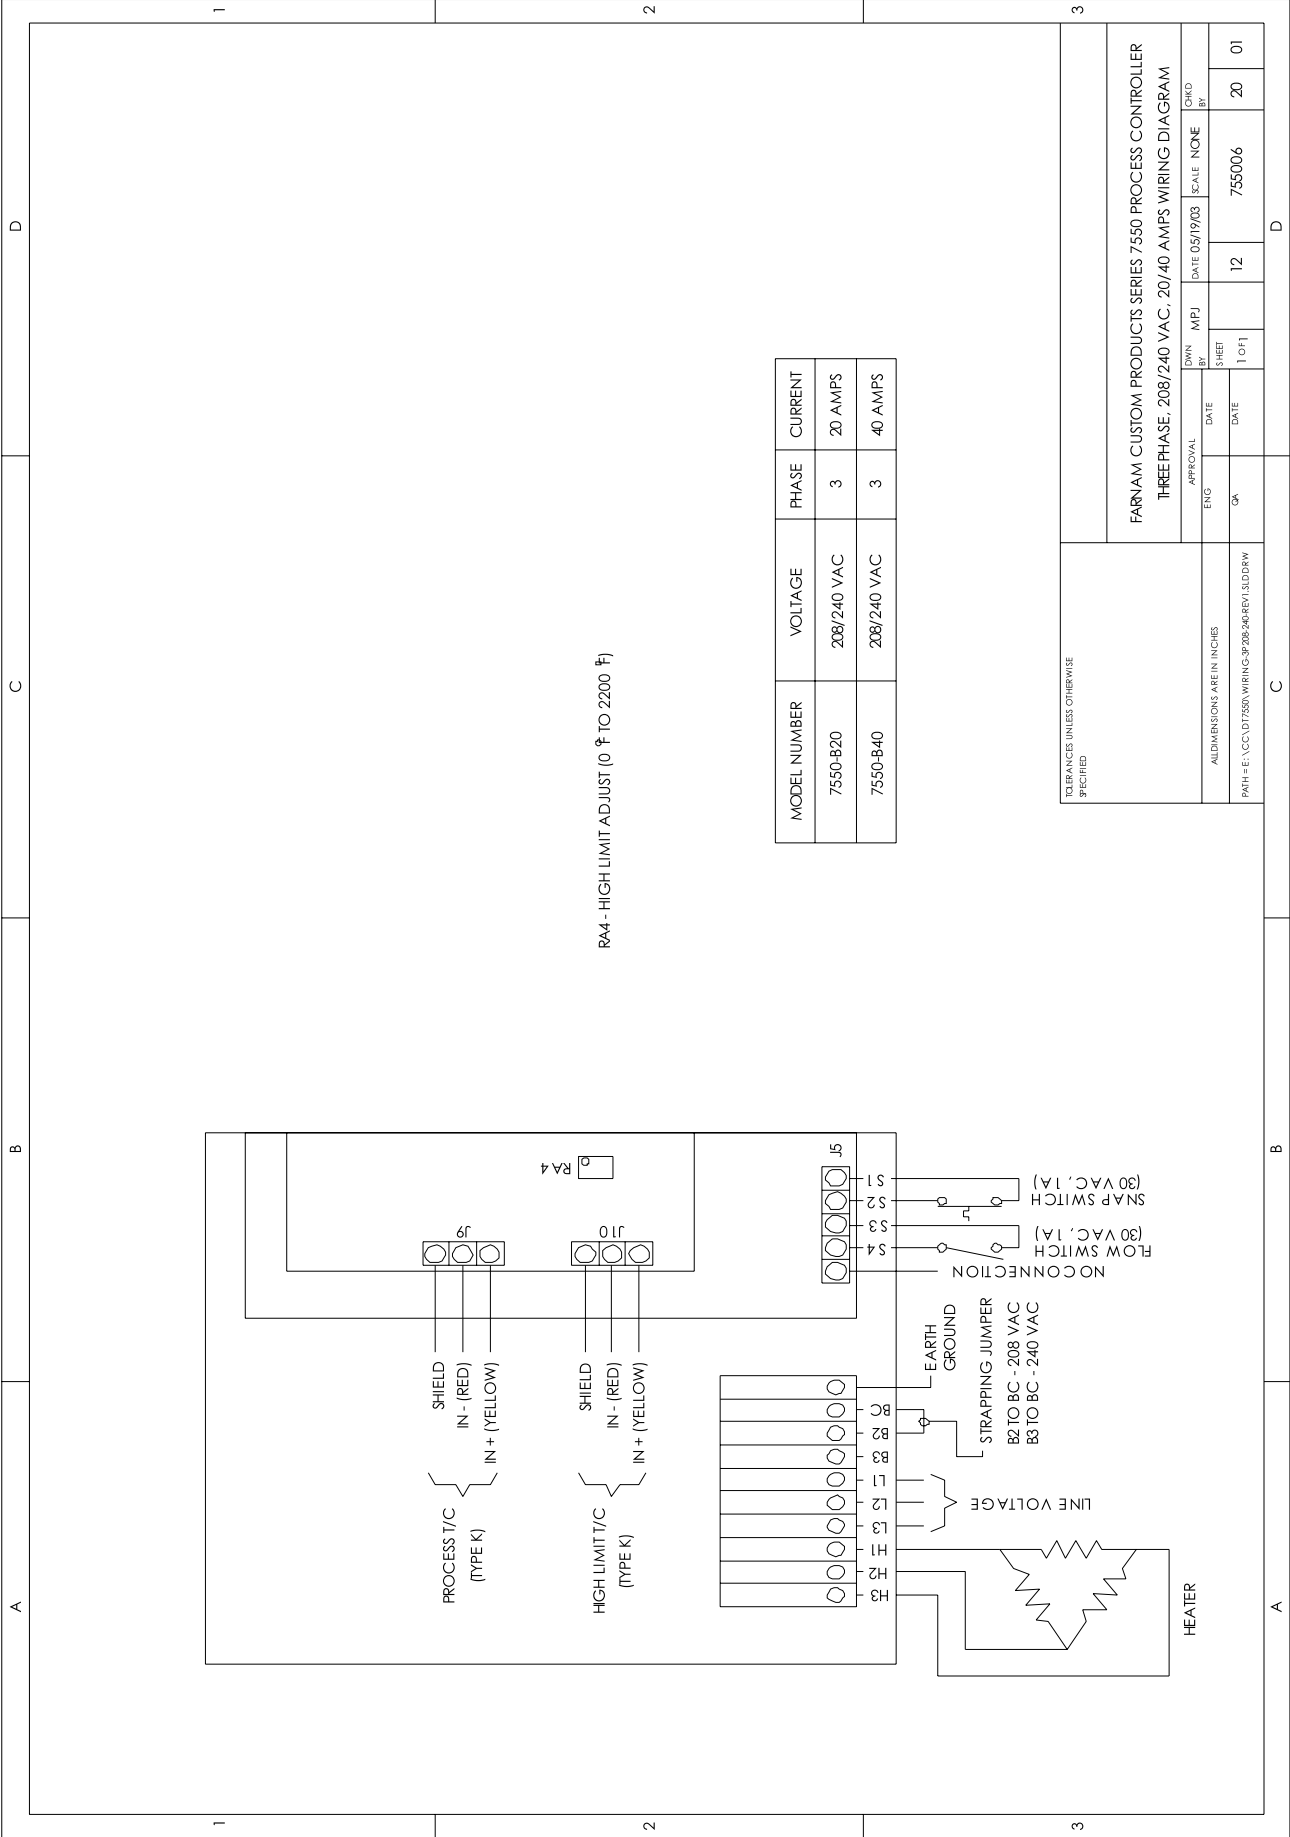 A
B
C
D
1
2
3
SHIELD
IN - (RED)
IN + (YELLOW)
PROCESS T/C
(TYPE K)
J9
SHIELD
IN - (RED)
IN + (YELLOW)
HIGH LIMIT T/C
(TYPE K)
J10
RA4
J5
S1
S2
S3
S4
SNAP SWITCH
(30 VAC, 1A)
FLOW SWITCH
(30 VAC, 1A)
NO CONNECTION
EARTH
GROUND
STRAPPING JUMPER
B2 TO BC - 208 VAC
B3 TO BC - 240 VAC
BC
B2
B3
L1
L2
L3
H1
H2
H3
LINE VOLTAGE
HEATER
RA4 - HIGH LIMIT ADJUST (0 °F TO 2200 °F)
MODEL NUMBER VOLTAGE PHASE CURRENT
7550-B20 208/240 VAC 3 20 AMPS
7550-B40 208/240 VAC 3 40 AMPS
TOLERANCES UNLESS OTHERWISE
SPECIFIED
ALL DIMENSIONS ARE IN INCHES
PATH = E:\CC\DT7550\WIRING-3P208-240-REV1.SLDDRW
FARNAM CUSTOM PRODUCTS SERIES 7550 PROCESS CONTROLLER
THREE PHASE, 208/240 VAC, 20/40 AMPS WIRING DIAGRAM
APPROVAL
ENG DATE
QA DATE
DWN BY MPJ
DATE 05/19/03
SCALE NONE
CHKD BY
SHEET
1 OF 1
12
755006
20
01
A
B
C
D
1
2
3